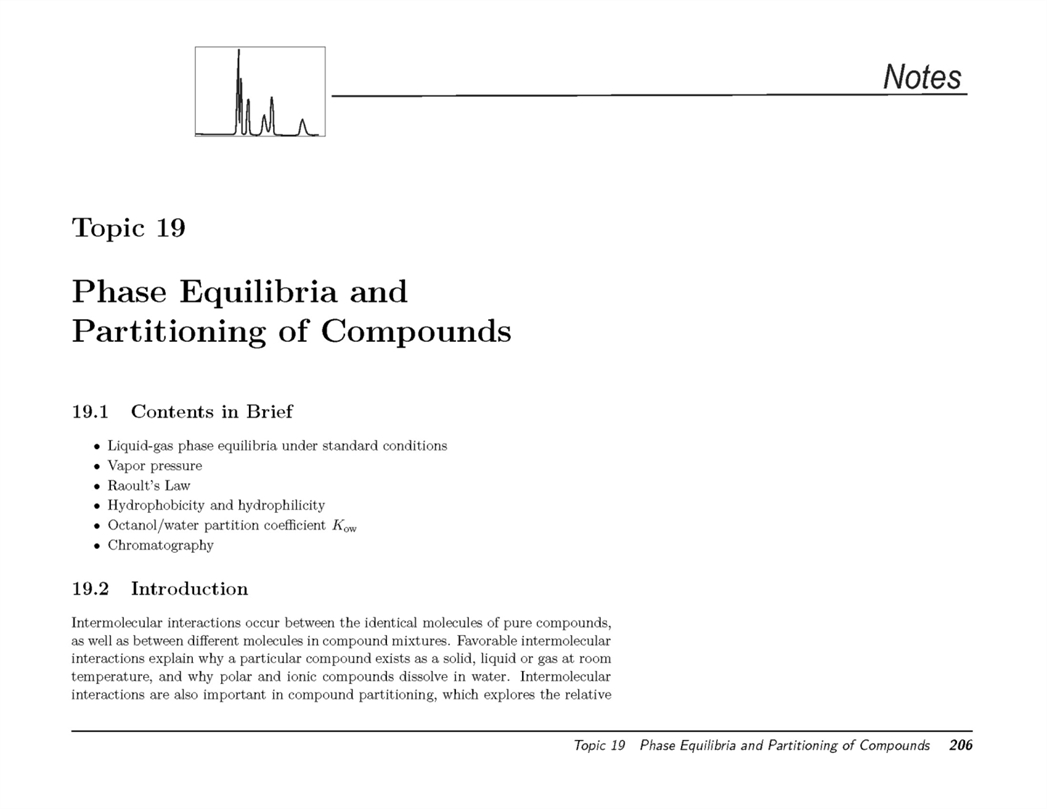 Notes
Topic 19
Phase Equilibria and
Partitioning of Compounds
19.1 Contents in Brief
• Liquid-gas phase equilibria under standard conditions
• Vapor pressure
• Raoult's Law
• Hydrophobicity and hydrophilicity
• Octanol/water partition coefficient Kow
• Chromatography
19.2 Introduction
Intermolecular interactions occur between the identical molecules of pure compounds,
as well as between different molecules in compound mixtures. Favorable intermolecular
interactions explain why a particular compound exists as a solid, liquid or gas at room
temperature, and why polar and ionic compounds dissolve in water. Intermolecular
interactions are also important in compound partitioning, which explores the relative
Topic 19 Phase Equilibria and Partitioning of Compounds 206